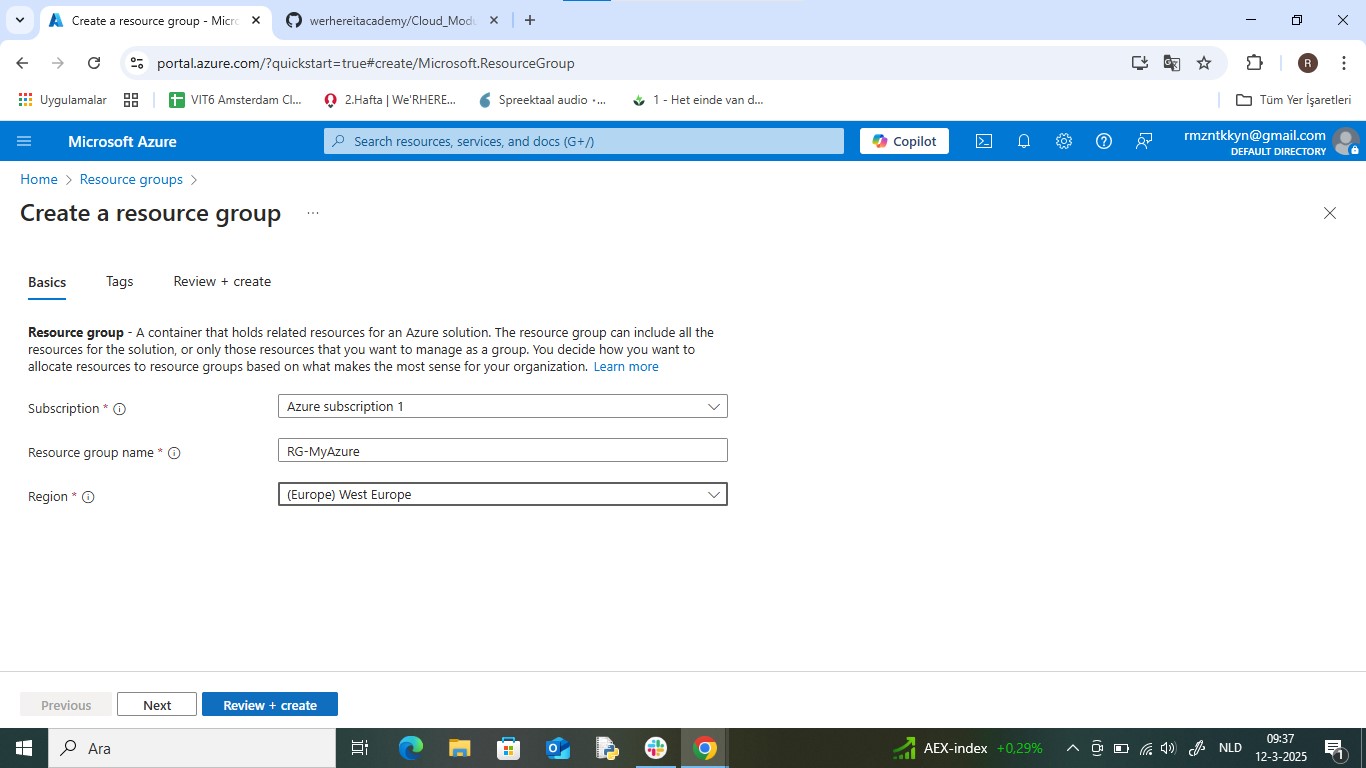 Create a resource group - Micr
werhereitacademy/Cloud_Modu
portal.azure.com/?quickstart=true#create/Microsoft.ResourceGroup
R
Uygulamalar
VIT6 Amsterdam Cl...
2.Hafta | We'RHERE...
Spreektaal audio •...
1 - Het einde van d...
Tüm Yer İşaretleri
Microsoft Azure
Search resources, services, and docs (G+/)
Copilot
rmzntkkyn@gmail.com
DEFAULT DIRECTORY
Home > Resource groups >
Create a resource group ...
Basics
Tags
Review + create
Resource group - A container that holds related resources for an Azure solution. The resource group can include all the
resources for the solution, or only those resources that you want to manage as a group. You decide how you want to
allocate resources to resource groups based on what makes the most sense for your organization. Learn more
Subscription *
Azure subscription 1
Resource group name *
RG-MyAzure
Region *
(Europe) West Europe
Previous
Next
Review + create
Ara
AEX-index +0,29%
NLD
09:37
12-3-2025
1